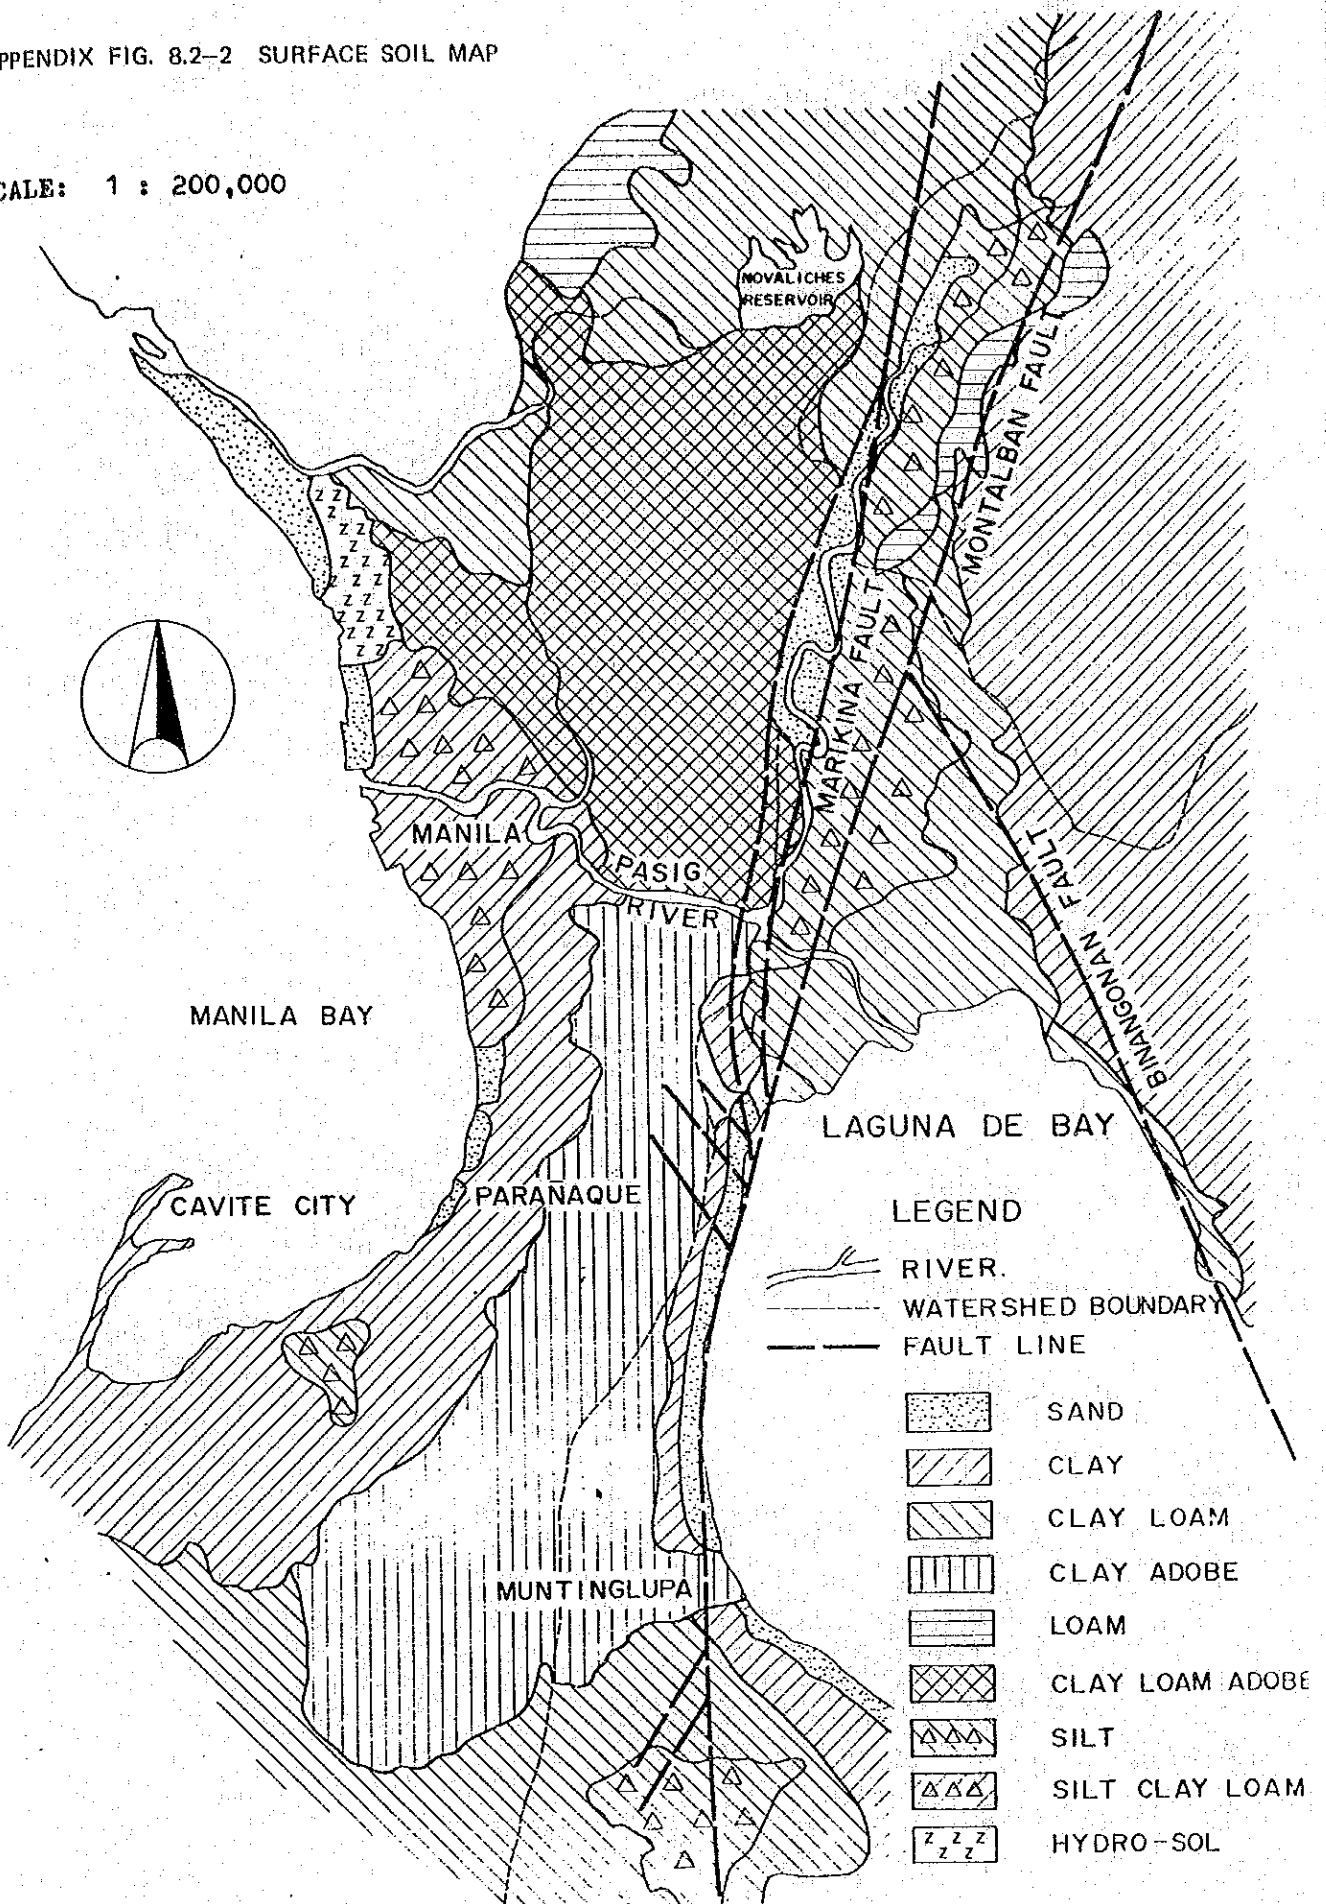 PPENDIX FIG. 8.2-2 SURFACE SOIL MAP
CALE: 1 : 200,000
NOVALICHES
RESERVOIR
MONTALBAN FAULT
MARIKINA FAULT
MANILA
PASIG
RIVER
BINANGONAN FAULT
MANILA BAY
LAGUNA DE BAY
CAVITE CITY
PARAÑAQUE
LEGEND
RIVER.
WATERSHED BOUNDARY
FAULT LINE
SAND
CLAY
CLAY LOAM
CLAY ADOBE
MUNTINGLUPA
LOAM
CLAY LOAM ADOBE
SILT
SILT CLAY LOAM
HYDRO-SOL